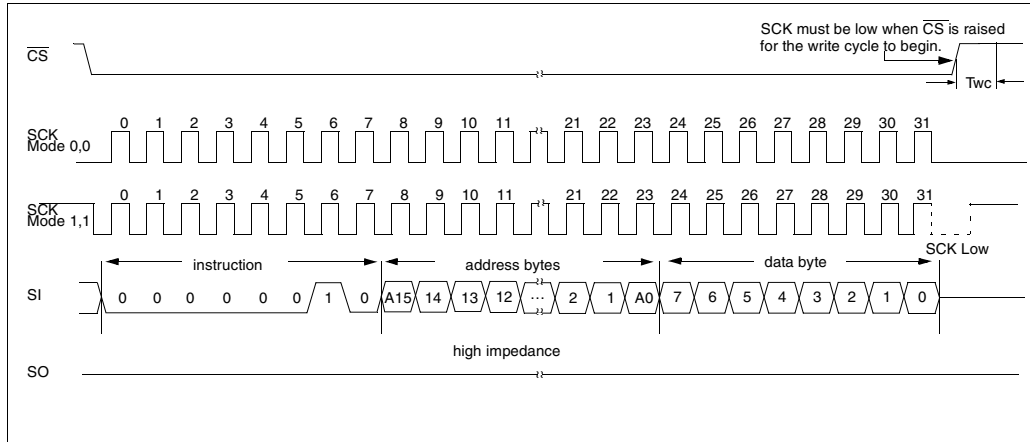 SCK must be low when CS is raised
for the write cycle to begin.
CS
Twc
0 1 2 3 4 5 6 7 8 9 10 11 21 22 23 24 25 26 27 28 29 30 31
SCK
Mode 0,0
0 1 2 3 4 5 6 7 8 9 10 11 21 22 23 24 25 26 27 28 29 30 31
SCK
Mode 1,1
SCK Low
instruction address bytes data byte
SI 0 0 0 0 0 0 1 0 A15 14 13 12 ... 2 1 A0 7 6 5 4 3 2 1 0
high impedance
SO